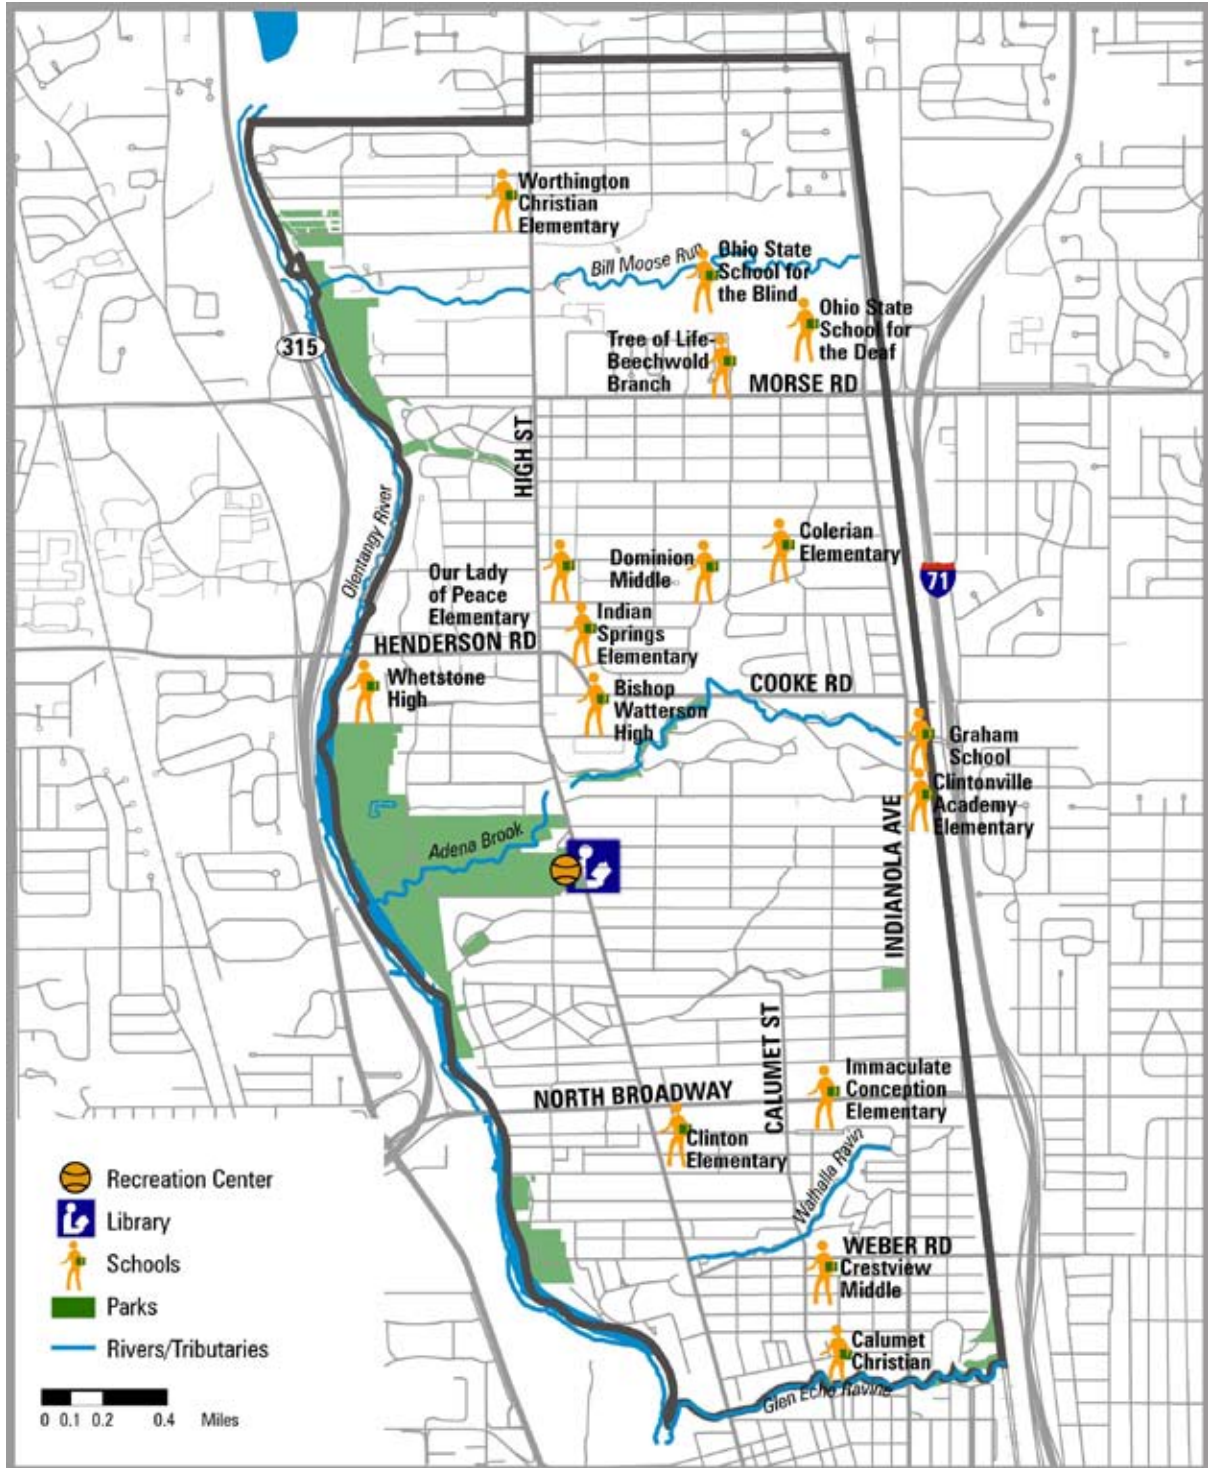 Worthington
Christian
Elementary
Bill Moose Run
Ohio State
School for
the Blind
Ohio State
School for
the Deaf
315
Tree of Life-
Beechwold
Branch
MORSE RD
HIGH ST
Olentangy River
Colerian
Elementary
Dominion
Middle
Our Lady
of Peace
Elementary
71
Indian
Springs
Elementary
HENDERSON RD
Whetstone
High
COOKE RD
Bishop
Watterson
High
Graham
School
Clintonville
Academy
Elementary
INDIANOLA AVE
Adena Brook
CALUMET ST
Immaculate
Conception
Elementary
NORTH BROADWAY
Clinton
Elementary
Walhalla Ravin
WEBER RD
Crestview
Middle
Calumet
Christian
Glen Echo Ravine
Recreation Center
Library
Schools
Parks
Rivers/Tributaries
0 0.1 0.2 0.4 Miles